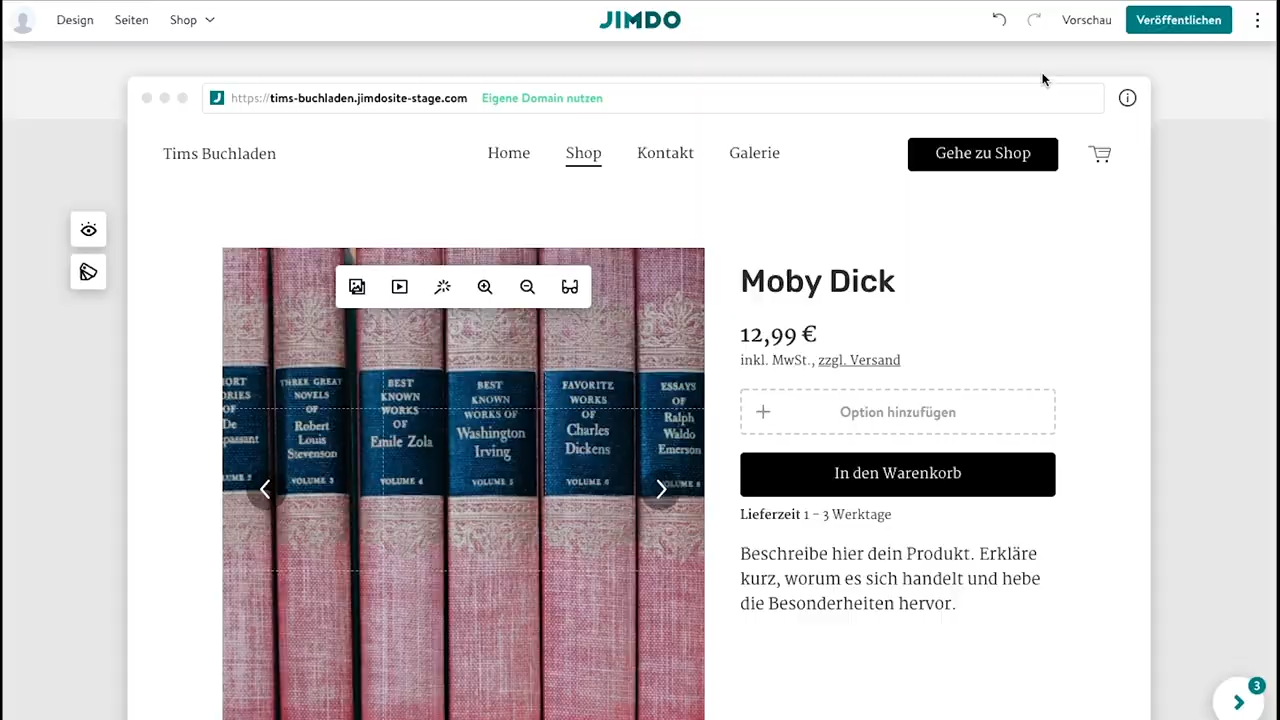 Design Seiten Shop JIMDO Vorschau Veröffentlichen
https://tims-buchladen.jimdosite-stage.com Eigene Domain nutzen
Tims Buchladen Home Shop Kontakt Galerie Gehe zu Shop
Moby Dick
12,99 €
inkl. MwSt., zzgl. Versand
+ Option hinzufügen
In den Warenkorb
Lieferzeit 1 – 3 Werktage
Beschreibe hier dein Produkt. Erkläre
kurz, worum es sich handelt und hebe
die Besonderheiten hervor.
THREE GREAT
NOVELS
OF
Robert
Louis
Stevenson
VOLUME 3
BEST
KNOWN
WORKS
OF
Emile Zola
VOLUME 4
BEST
KNOWN
WORKS OF
Washington
Irving
VOLUME 5
FAVORITE
WORKS
OF
Charles
Dickens
VOLUME 6
ESSAYS
OF
Ralph
Waldo
Emerson
3